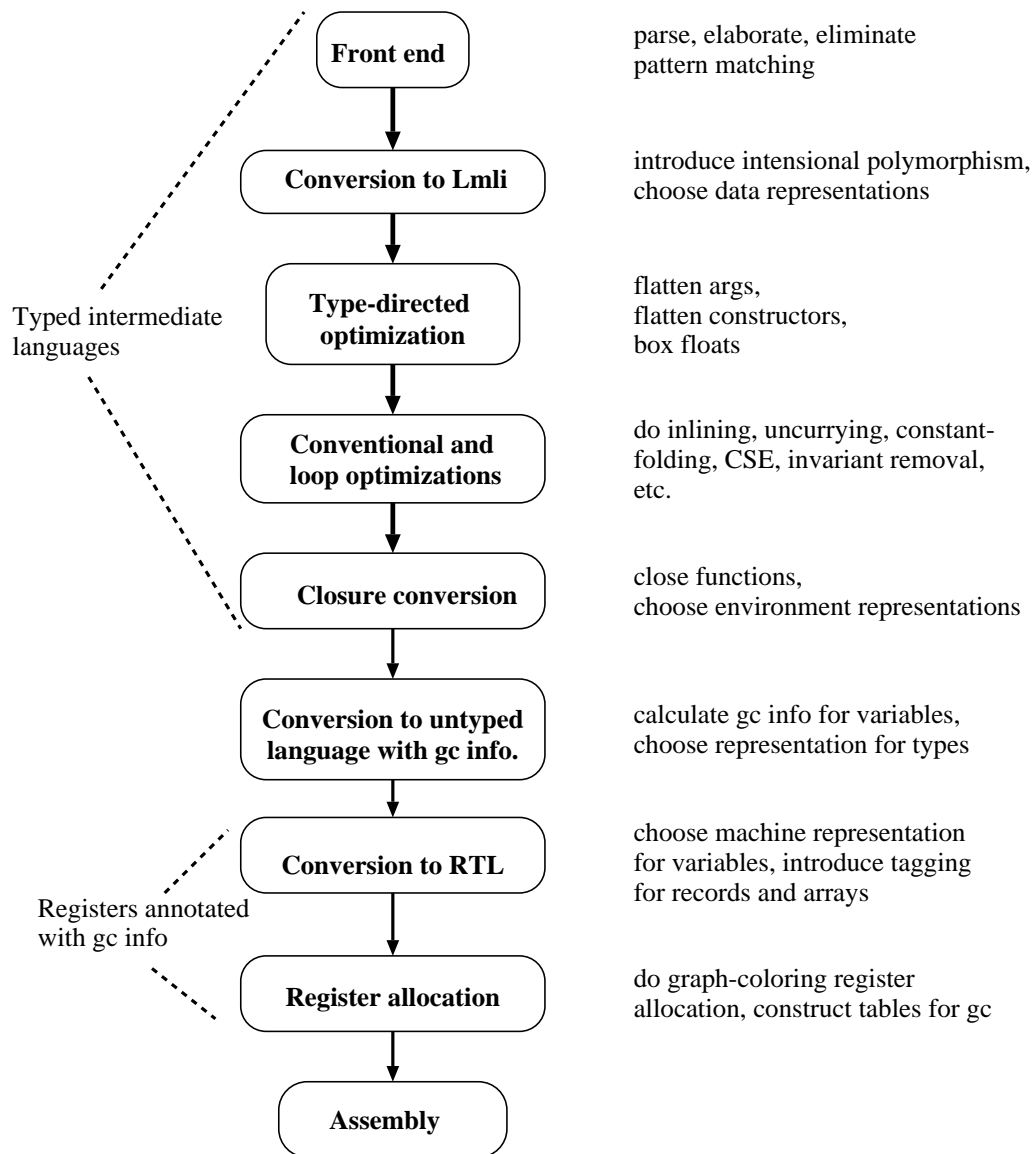 Front end
parse, elaborate, eliminate
pattern matching
Conversion to Lmli
introduce intensional polymorphism,
choose data representations
Typed intermediate
languages
Type-directed
optimization
flatten args,
flatten constructors,
box floats
Conventional and
loop optimizations
do inlining, uncurrying, constant-
folding, CSE, invariant removal,
etc.
Closure conversion
close functions,
choose environment representations
Conversion to untyped
language with gc info.
calculate gc info for variables,
choose representation for types
Registers annotated
with gc info
Conversion to RTL
choose machine representation
for variables, introduce tagging
for records and arrays
Register allocation
do graph-coloring register
allocation, construct tables for gc
Assembly